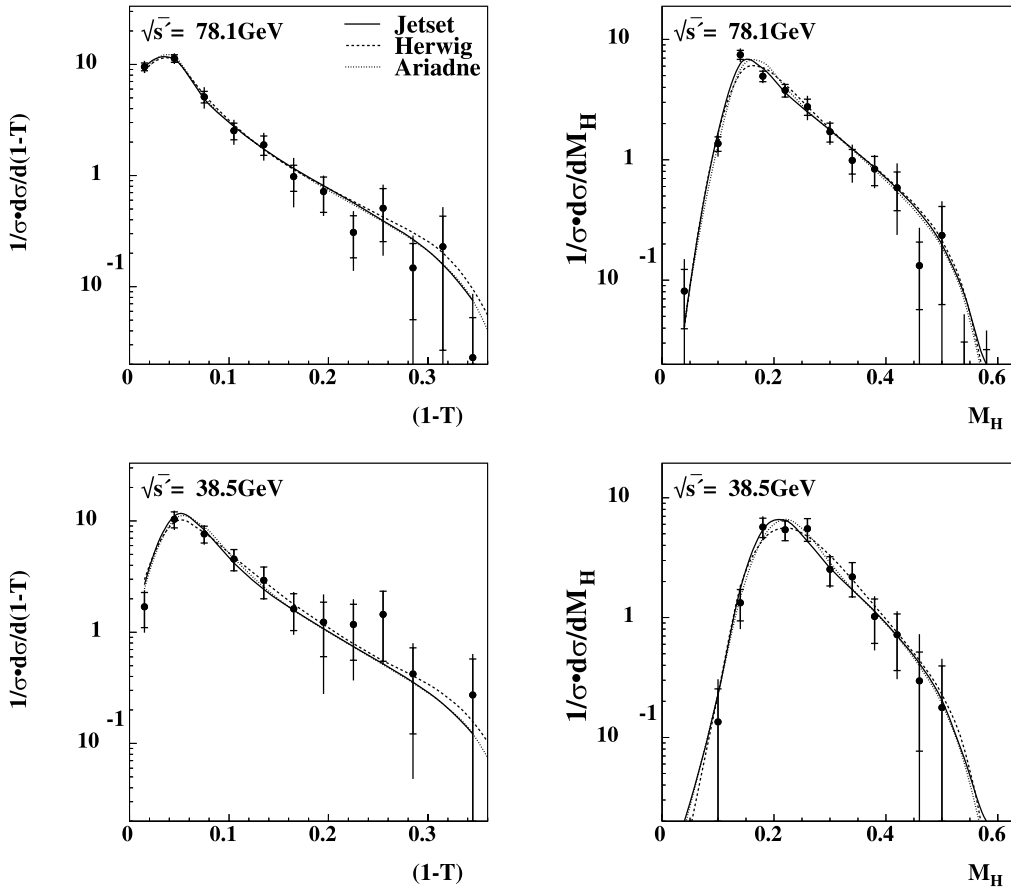 √s´= 78.1GeV
Jetset
Herwig
Ariadne
10
1
10 -1
1/σ•dσ/d(1-T)
0 0.1 0.2 0.3
(1-T)
√s´= 78.1GeV
10
1
10 -1
1/σ•dσ/dM_H
0 0.2 0.4 0.6
M_H
√s´= 38.5GeV
10
1
10 -1
1/σ•dσ/d(1-T)
0 0.1 0.2 0.3
(1-T)
√s´= 38.5GeV
10
1
10 -1
1/σ•dσ/dM_H
0 0.2 0.4 0.6
M_H